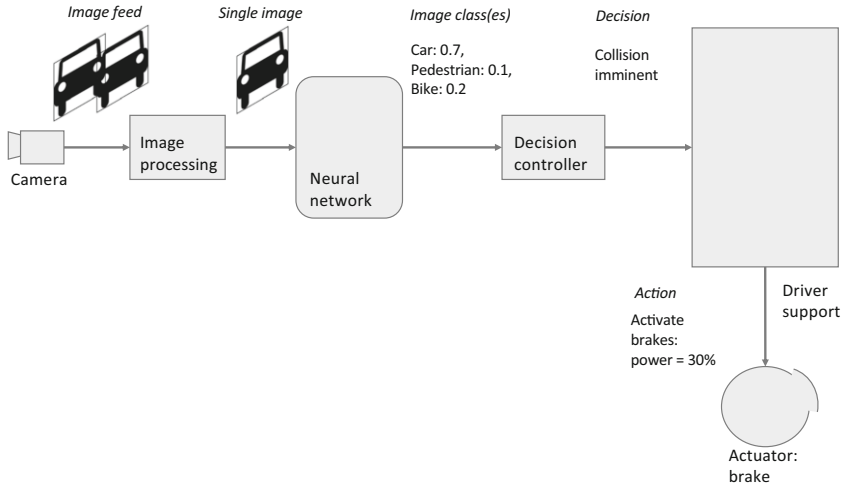 Image feed
Single image
Image class(es)
Decision
Car: 0.7,
Pedestrian: 0.1,
Bike: 0.2
Collision
imminent
Camera
Image
processing
Neural
network
Decision
controller
Action
Activate
brakes:
power = 30%
Driver
support
Actuator:
brake